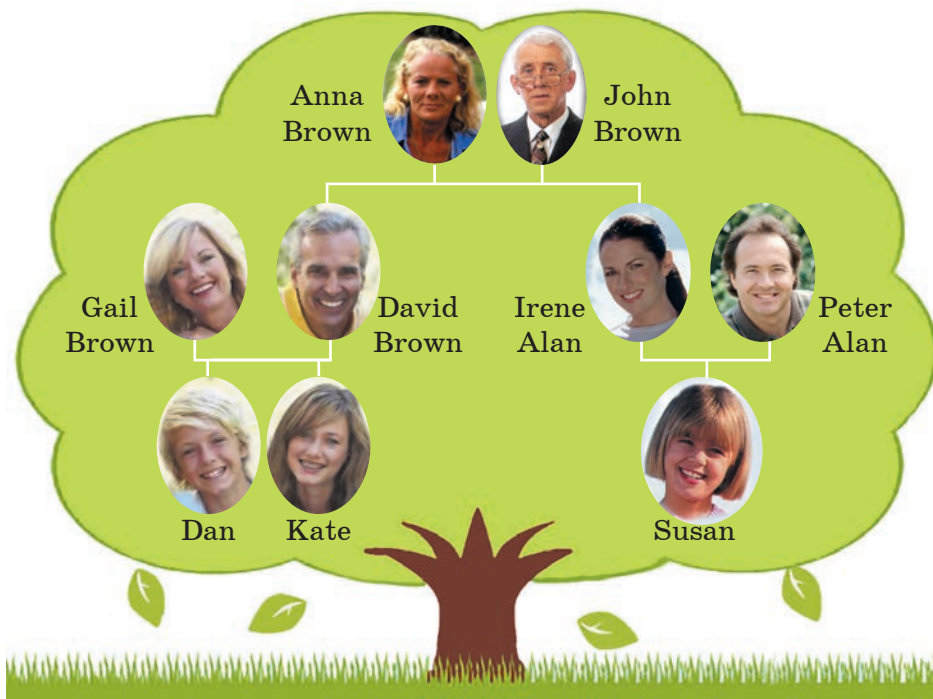 Anna
Brown
John
Brown
Gail
Brown
David
Brown
Irene
Alan
Peter
Alan
Dan
Kate
Susan